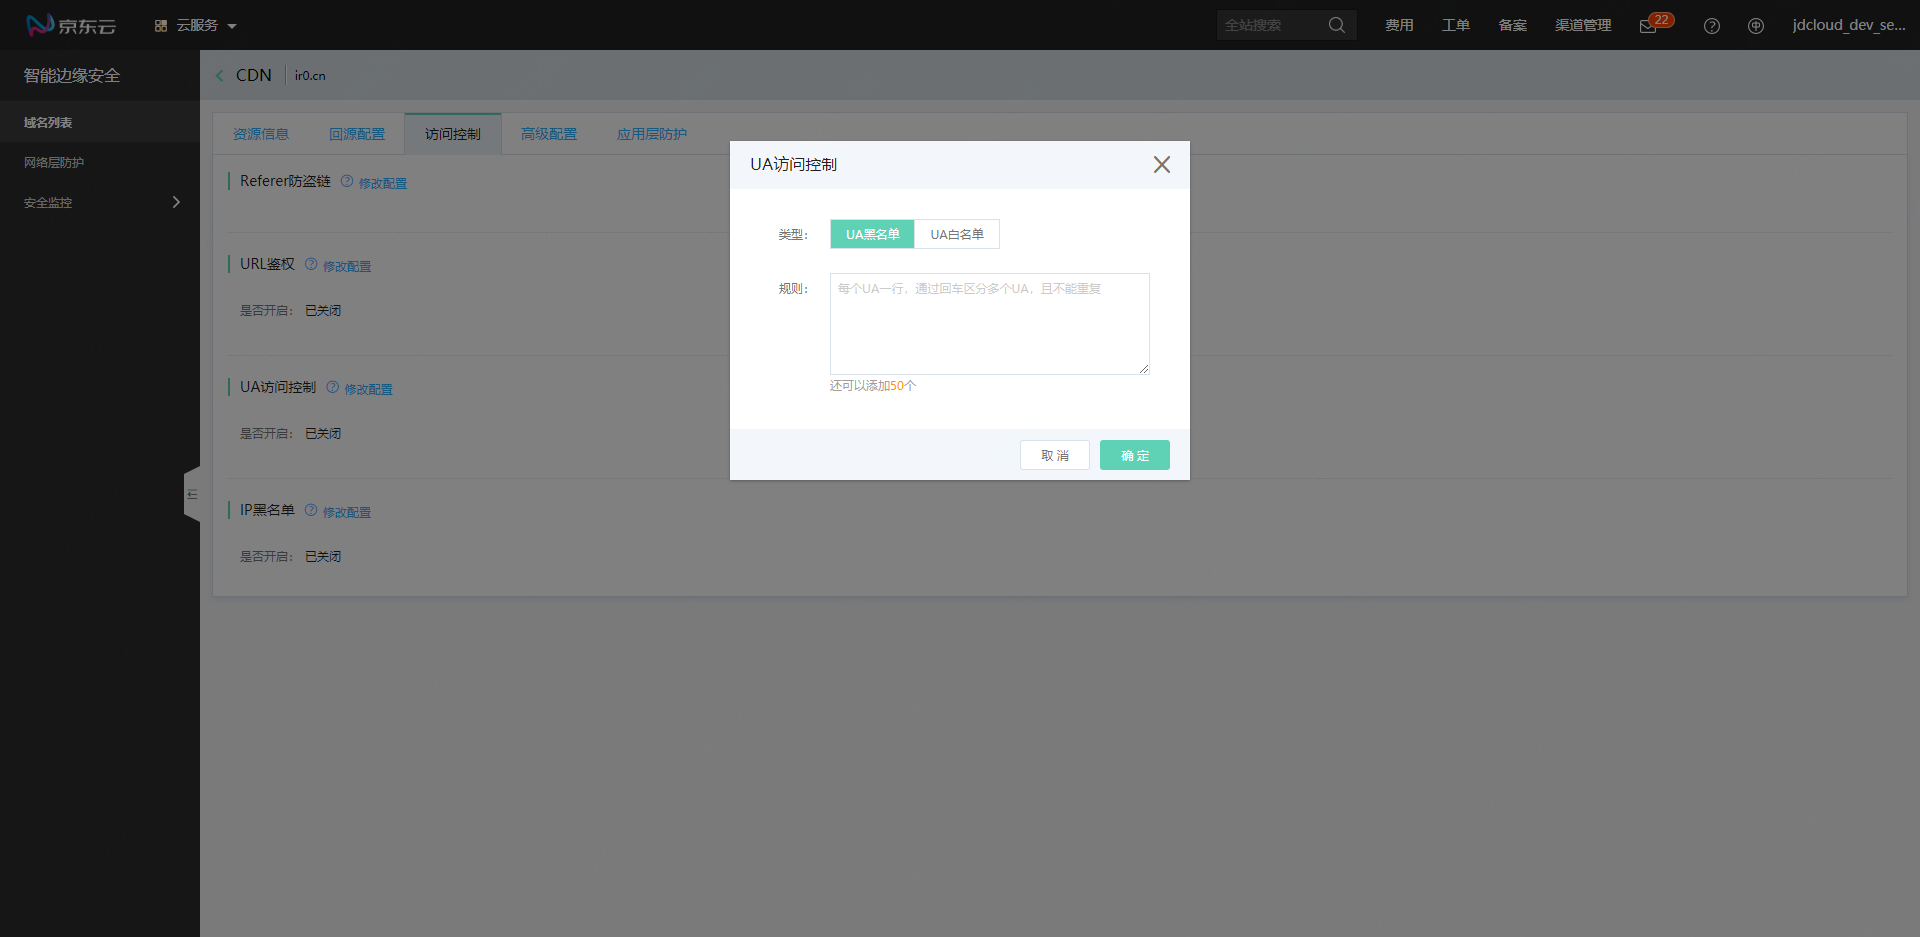 京东云
云服务
全站搜索
费用
工单
备案
渠道管理
22
jdcloud_dev_se...
智能边缘安全
域名列表
网络层防护
安全监控
CDN
ir0.cn
资源信息
回源配置
访问控制
高级配置
应用层防护
Referer防盗链
修改配置
URL鉴权
修改配置
是否开启: 已关闭
UA访问控制
修改配置
是否开启: 已关闭
IP黑名单
修改配置
是否开启: 已关闭
UA访问控制
类型:
UA黑名单
UA白名单
规则:
每个UA一行，通过回车区分多个UA，且不能重复
还可以添加50个
取 消
确 定